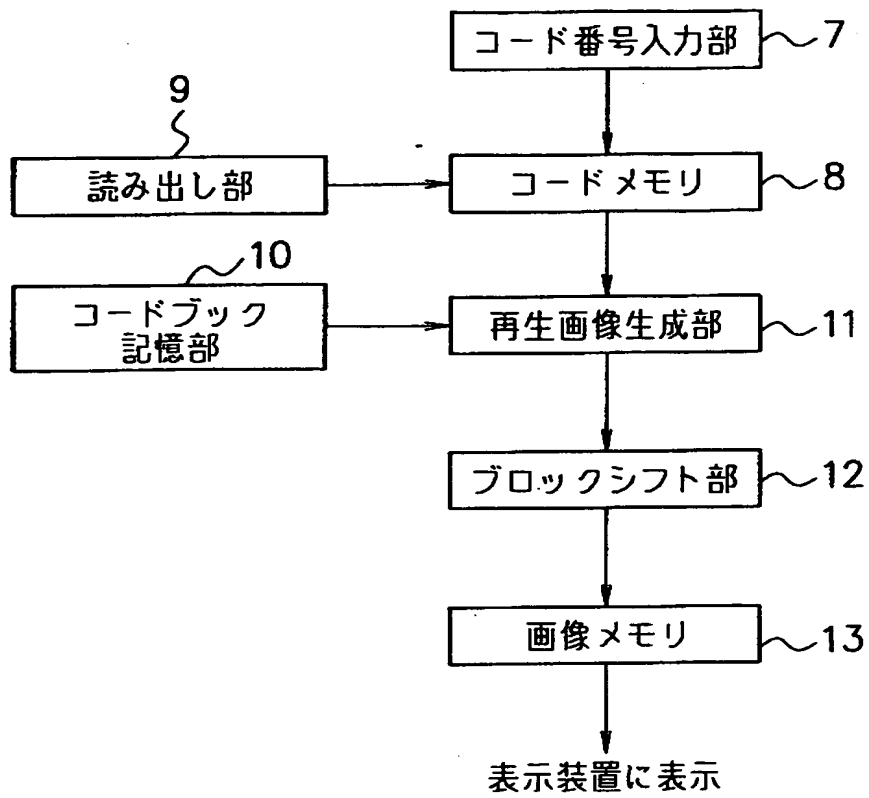 コード番号入力部
7
9
読み出し部
コードメモリ
8
10
コードブック
記憶部
再生画像生成部
11
ブロックシフト部
12
画像メモリ
13
表示装置に表示